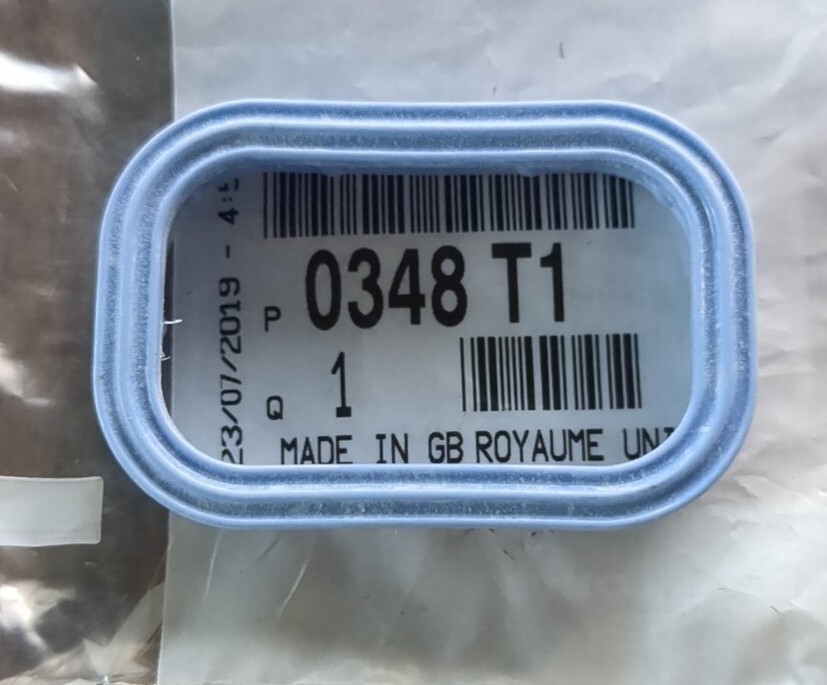 0348 T1
P
Q 1
MADE IN GB ROYAUME
23/07/2019 -